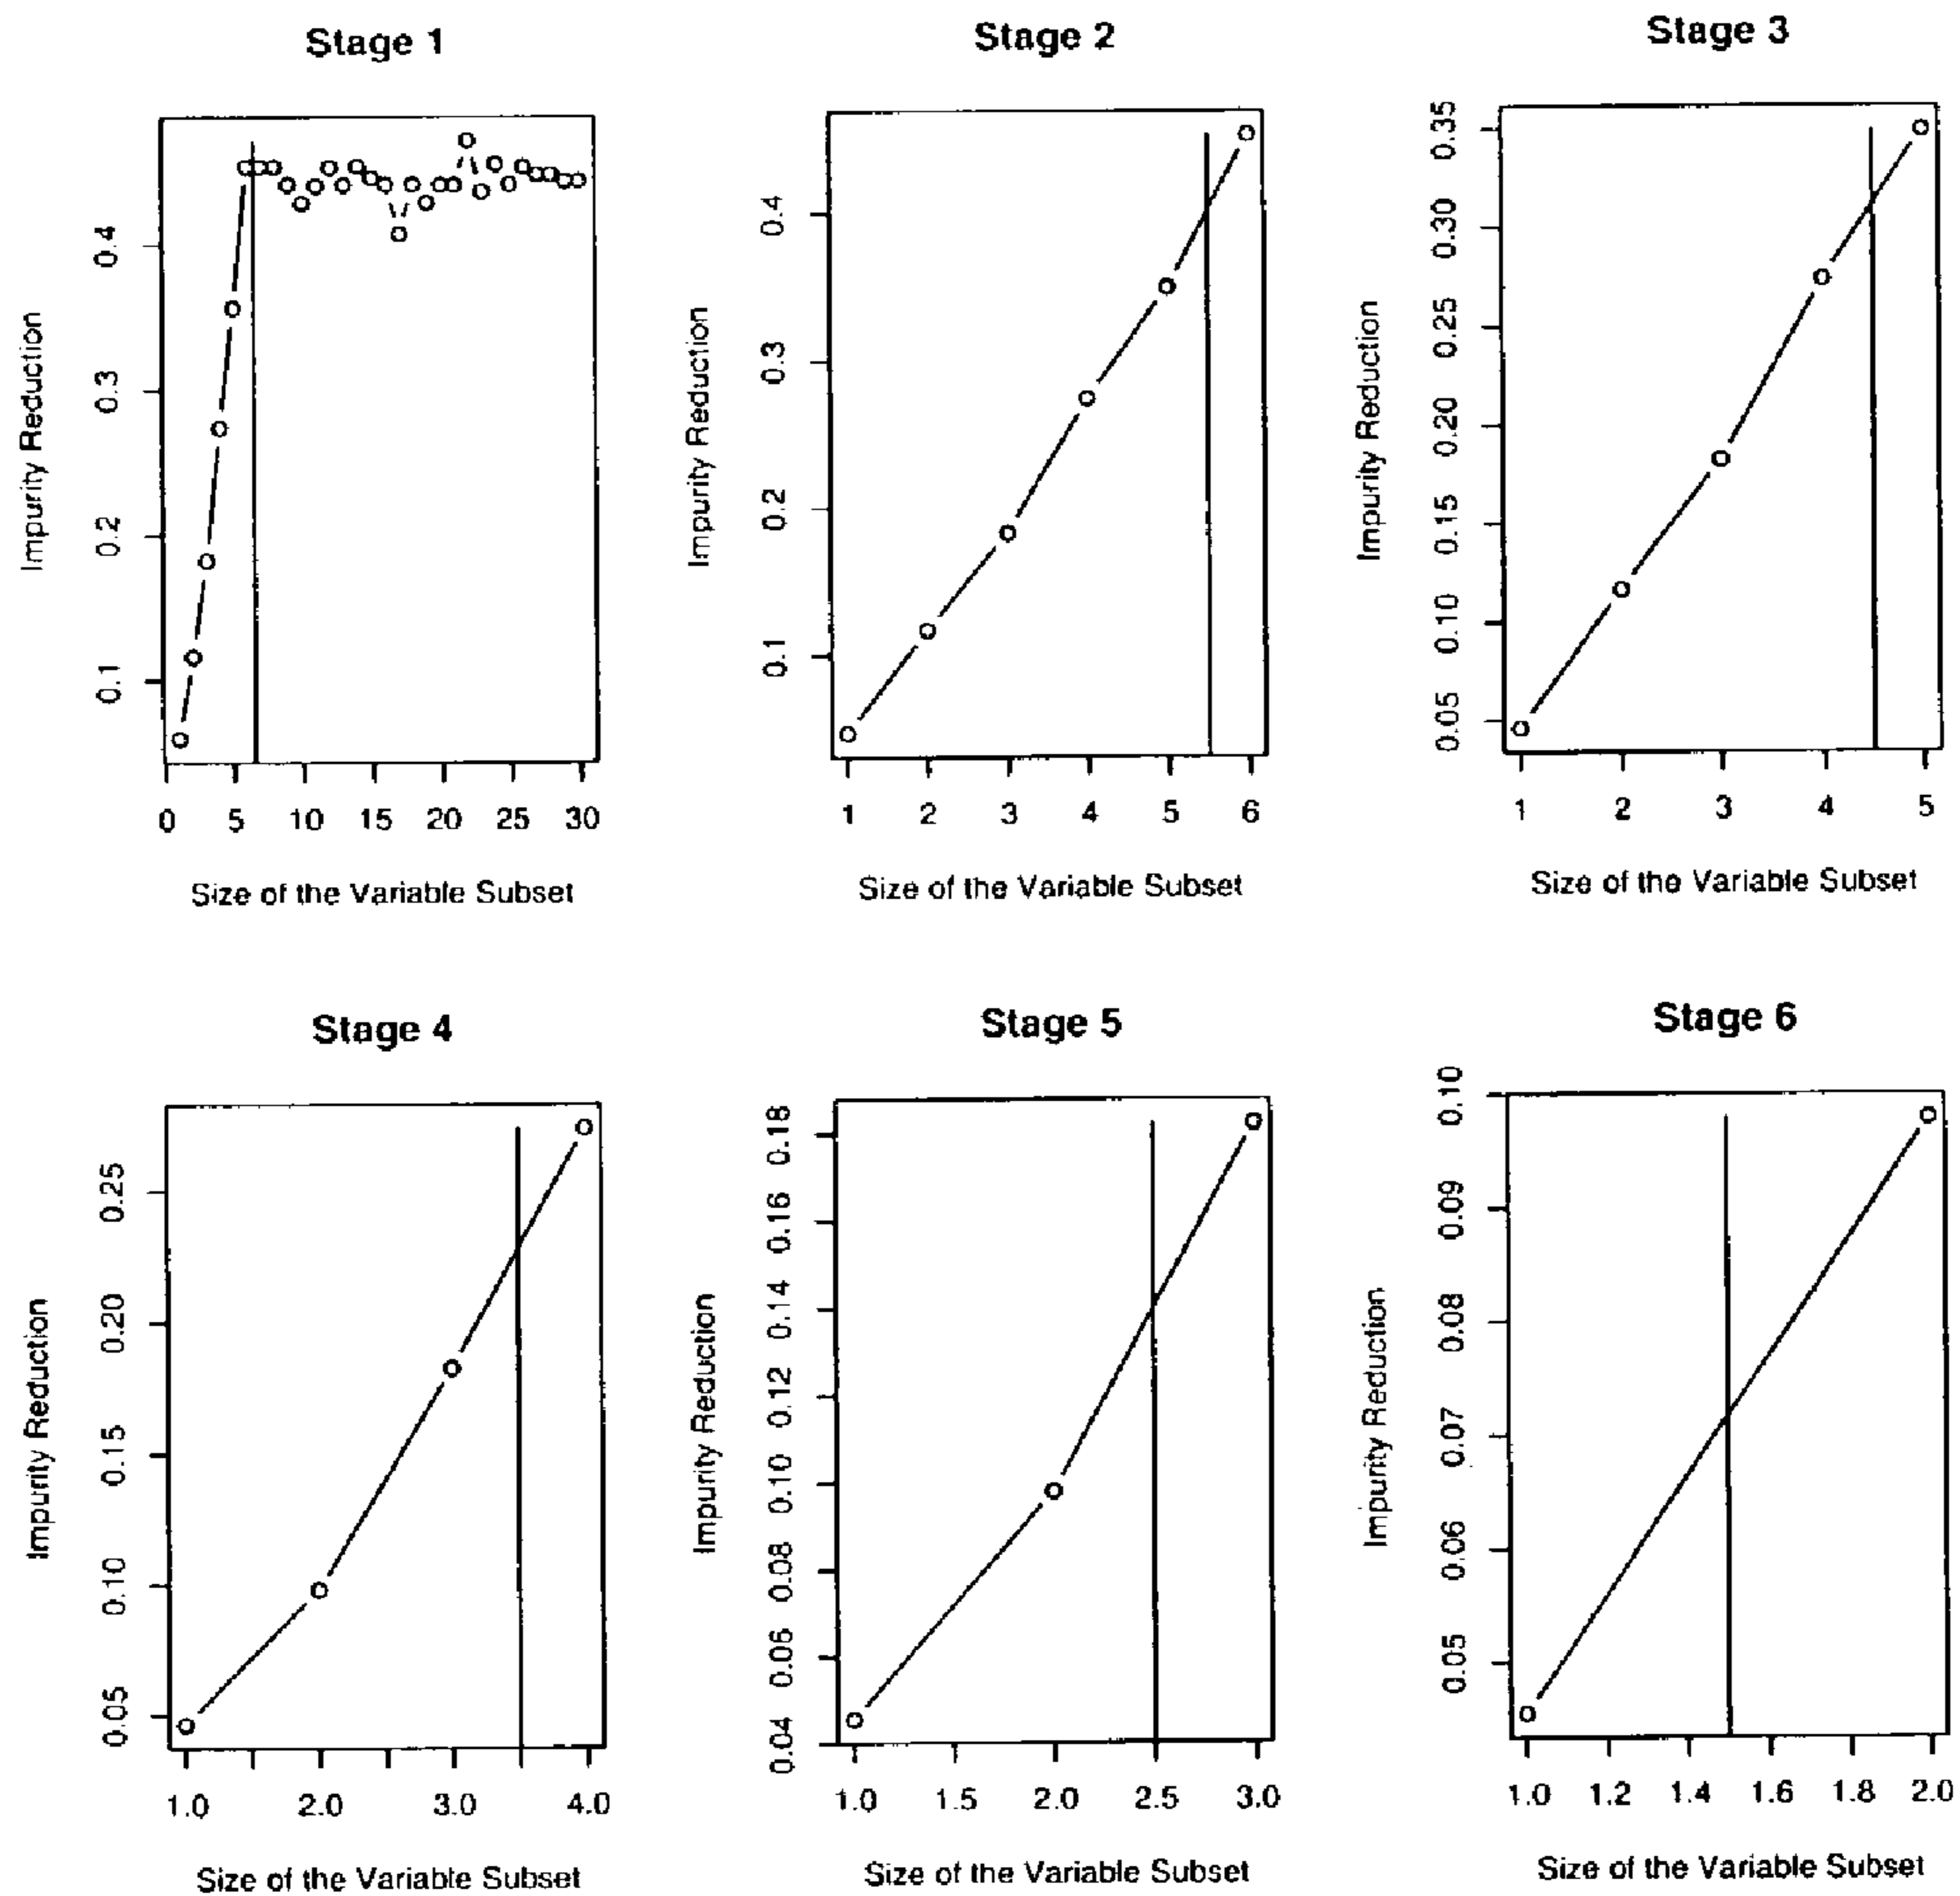 Stage 1
Impurity Reduction
0.4
0.3
0.2
0.1
0 5 10 15 20 25 30
Size of the Variable Subset
Stage 2
Impurity Reduction
0.4
0.3
0.2
0.1
1 2 3 4 5 6
Size of the Variable Subset
Stage 3
Impurity Reduction
0.35
0.30
0.25
0.20
0.15
0.10
0.05
1 2 3 4 5
Size of the Variable Subset
Stage 4
Impurity Reduction
0.25
0.20
0.15
0.10
0.05
1.0 2.0 3.0 4.0
Size of the Variable Subset
Stage 5
Impurity Reduction
0.18
0.16
0.14
0.12
0.10
0.08
0.06
0.04
1.0 1.5 2.0 2.5 3.0
Size of the Variable Subset
Stage 6
Impurity Reduction
0.10
0.09
0.08
0.07
0.06
0.05
1.0 1.2 1.4 1.6 1.8 2.0
Size of the Variable Subset